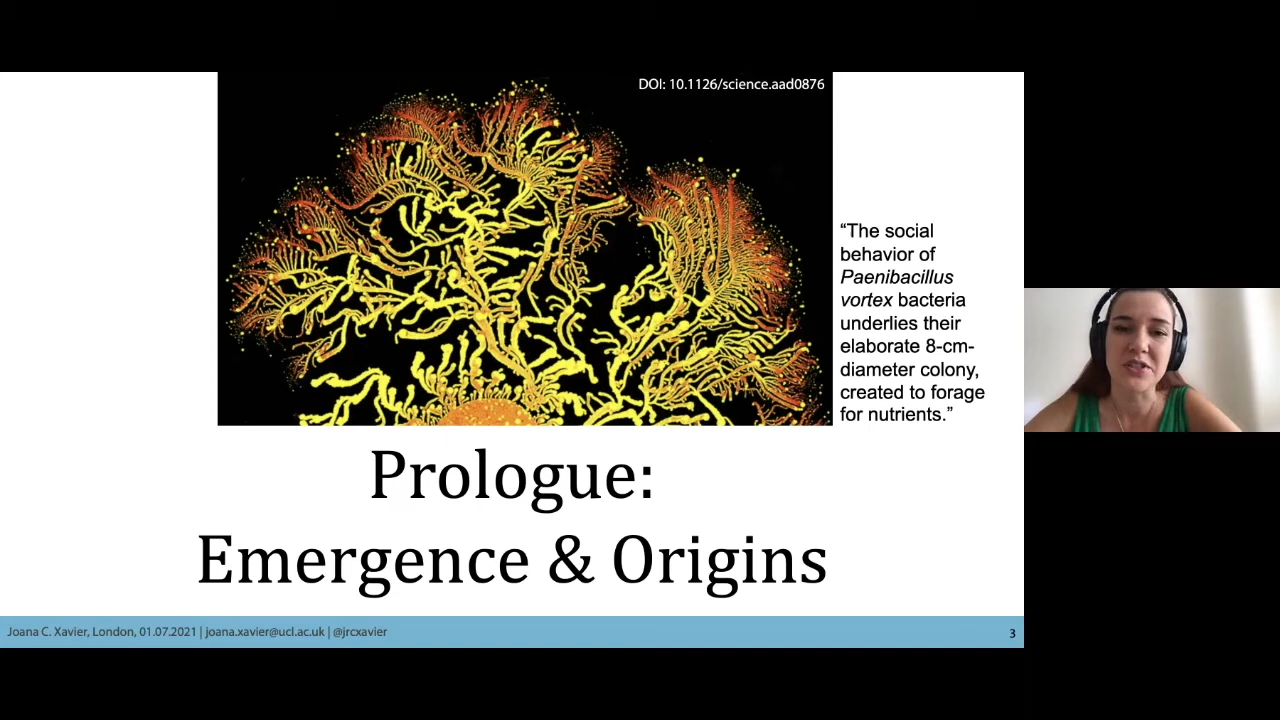 DOI: 10.1126/science.aad0876
“The social
behavior of
Paenibacillus
vortex bacteria
underlies their
elaborate 8-cm-
diameter colony,
created to forage
for nutrients.”
Prologue:
Emergence & Origins
Joana C. Xavier, London, 01.07.2021 | joana.xavier@ucl.ac.uk | @jrcxavier
3